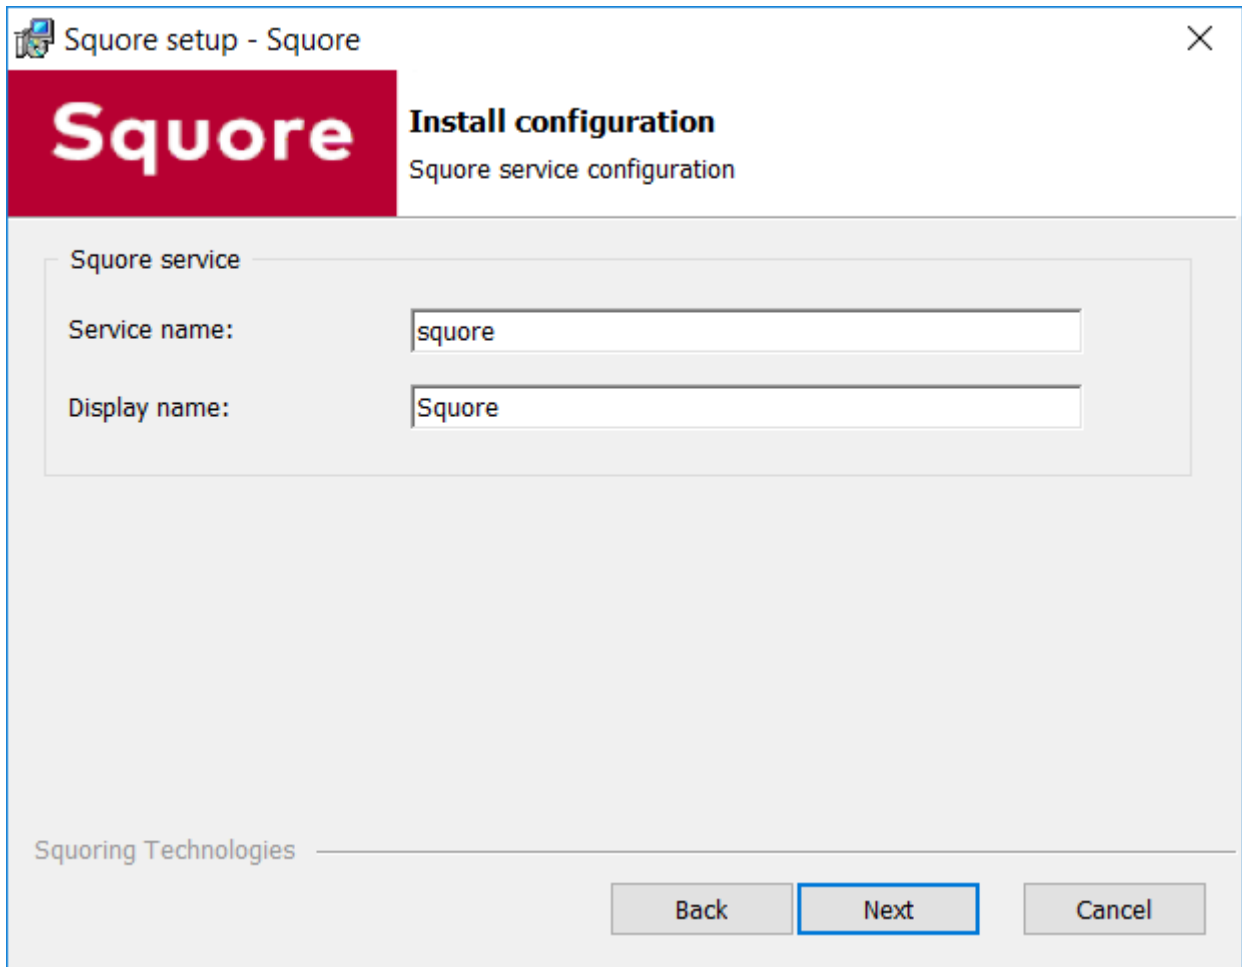 Squore setup - Squore
Squore
Install configuration
Squore service configuration
Squore service
Service name:
squore
Display name:
Squore
Squoring Technologies
Back
Next
Cancel